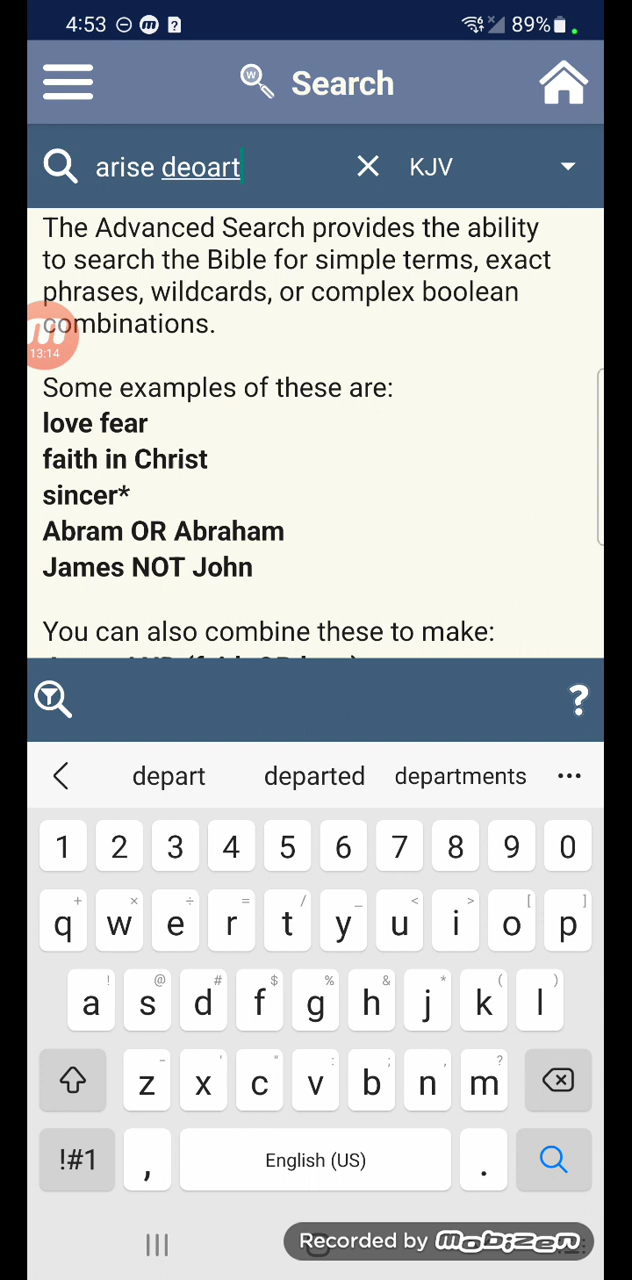 4:53 89%
Search
arise deoart KJV
The Advanced Search provides the ability
to search the Bible for simple terms, exact
phrases, wildcards, or complex boolean
combinations.
13:14
Some examples of these are:
love fear
faith in Christ
sincer*
Abram OR Abraham
James NOT John
You can also combine these to make:
?
depart departed departments ...
1 2 3 4 5 6 7 8 9 0
q w e r t y u i o p
a s d f g h j k l
z x c v b n m
!#1 , English (US) .
Recorded by mobizen